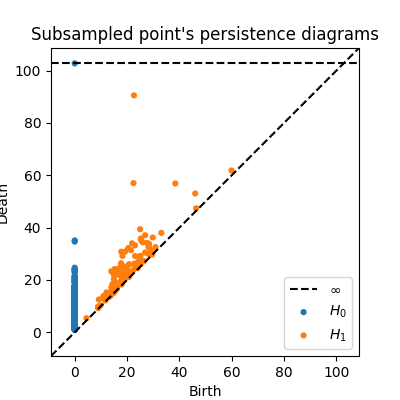 Subsampled point's persistence diagrams
100
80
60
40
20
0
Death
0 20 40 60 80 100
Birth
∞
H₀
H₁